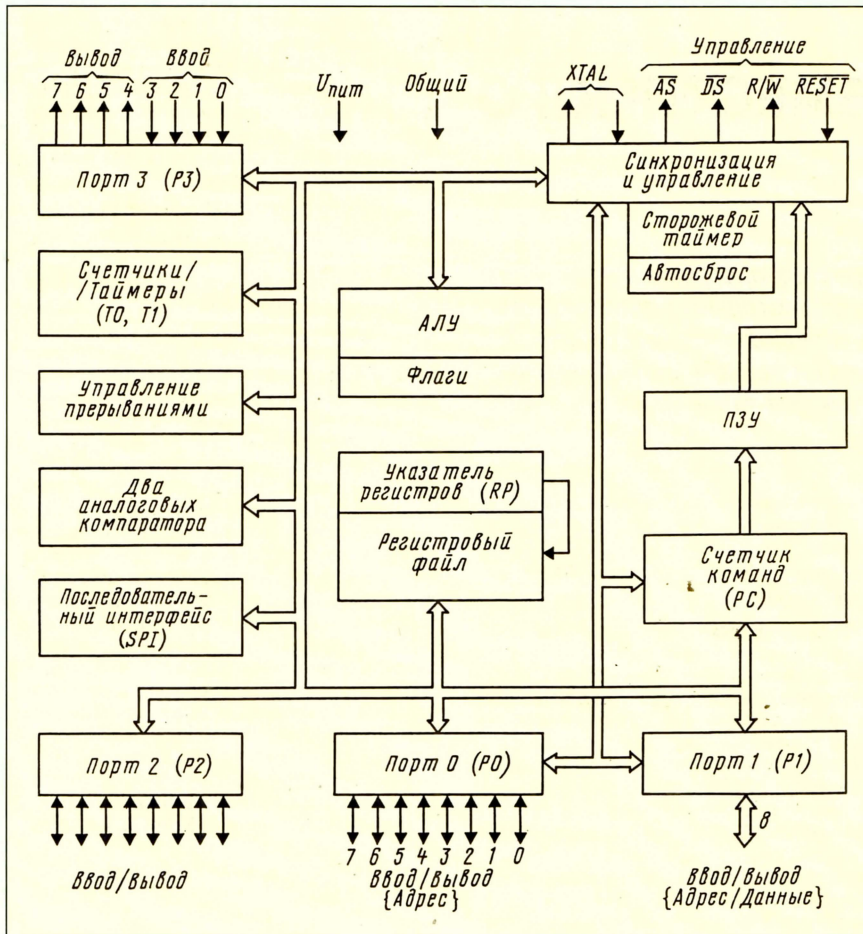 Вывод Ввод
7 6 5 4 3 2 1 0
Uпит
Общий
XTAL
Управление
AS DS R/W RESET
Порт 3 (P3)
Синхронизация
и управление
Сторожевой
таймер
Автосброс
Счетчики/
/Таймеры
(T0, T1)
АЛУ
Флаги
Управление
прерываниями
ПЗУ
Два
аналоговых
компаратора
Указатель
регистров (RP)
Регистровый
файл
Счетчик
команд
(PC)
Последователь-
ный интерфейс
(SPI)
Порт 2 (P2)
Порт 0 (P0)
Порт 1 (P1)
7 6 5 4 3 2 1 0
8
Ввод/вывод
Ввод/вывод
{Адрес}
Ввод/вывод
{Адрес/Данные}